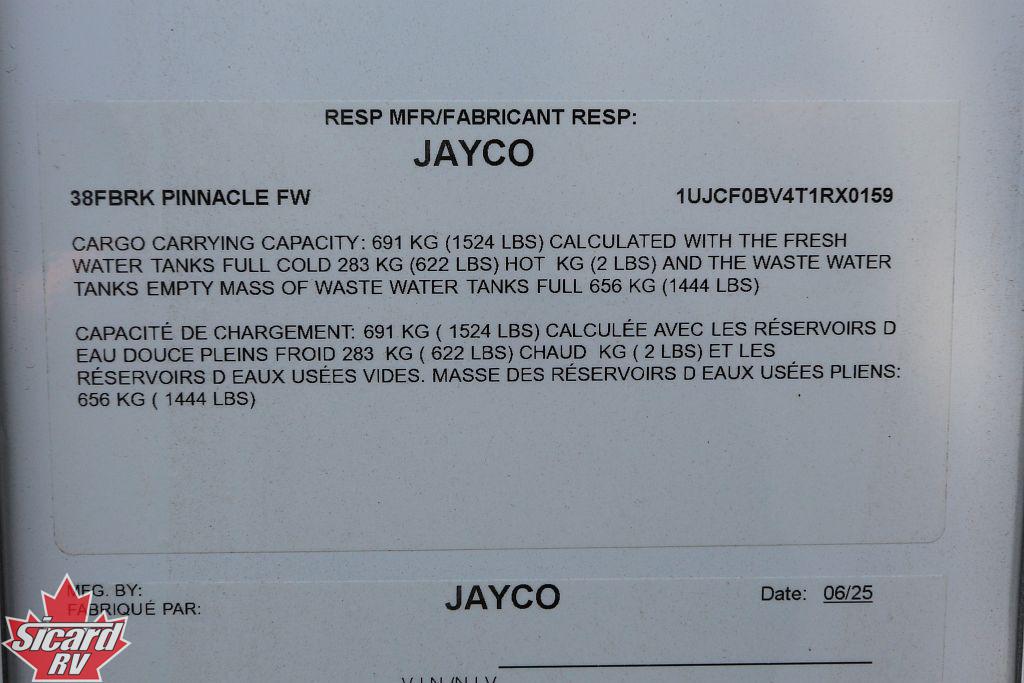 RESP MFR/FABRICANT RESP:
JAYCO
38FBRK PINNACLE FW 1UJCF0BV4T1RX0159
CARGO CARRYING CAPACITY: 691 KG (1524 LBS) CALCULATED WITH THE FRESH
WATER TANKS FULL COLD 283 KG (622 LBS) HOT KG (2 LBS) AND THE WASTE WATER
TANKS EMPTY MASS OF WASTE WATER TANKS FULL 656 KG (1444 LBS)
CAPACITÉ DE CHARGEMENT: 691 KG ( 1524 LBS) CALCULÉE AVEC LES RÉSERVOIRS D
EAU DOUCE PLEINS FROID 283 KG ( 622 LBS) CHAUD KG ( 2 LBS) ET LES
RÉSERVOIRS D EAUX USÉES VIDES. MASSE DES RÉSERVOIRS D EAUX USÉES PLIENS:
656 KG ( 1444 LBS)
MFG. BY: JAYCO Date: 06/25
FABRIQUÉ PAR:
Sicard
RV
V.I.N./N.I.V.